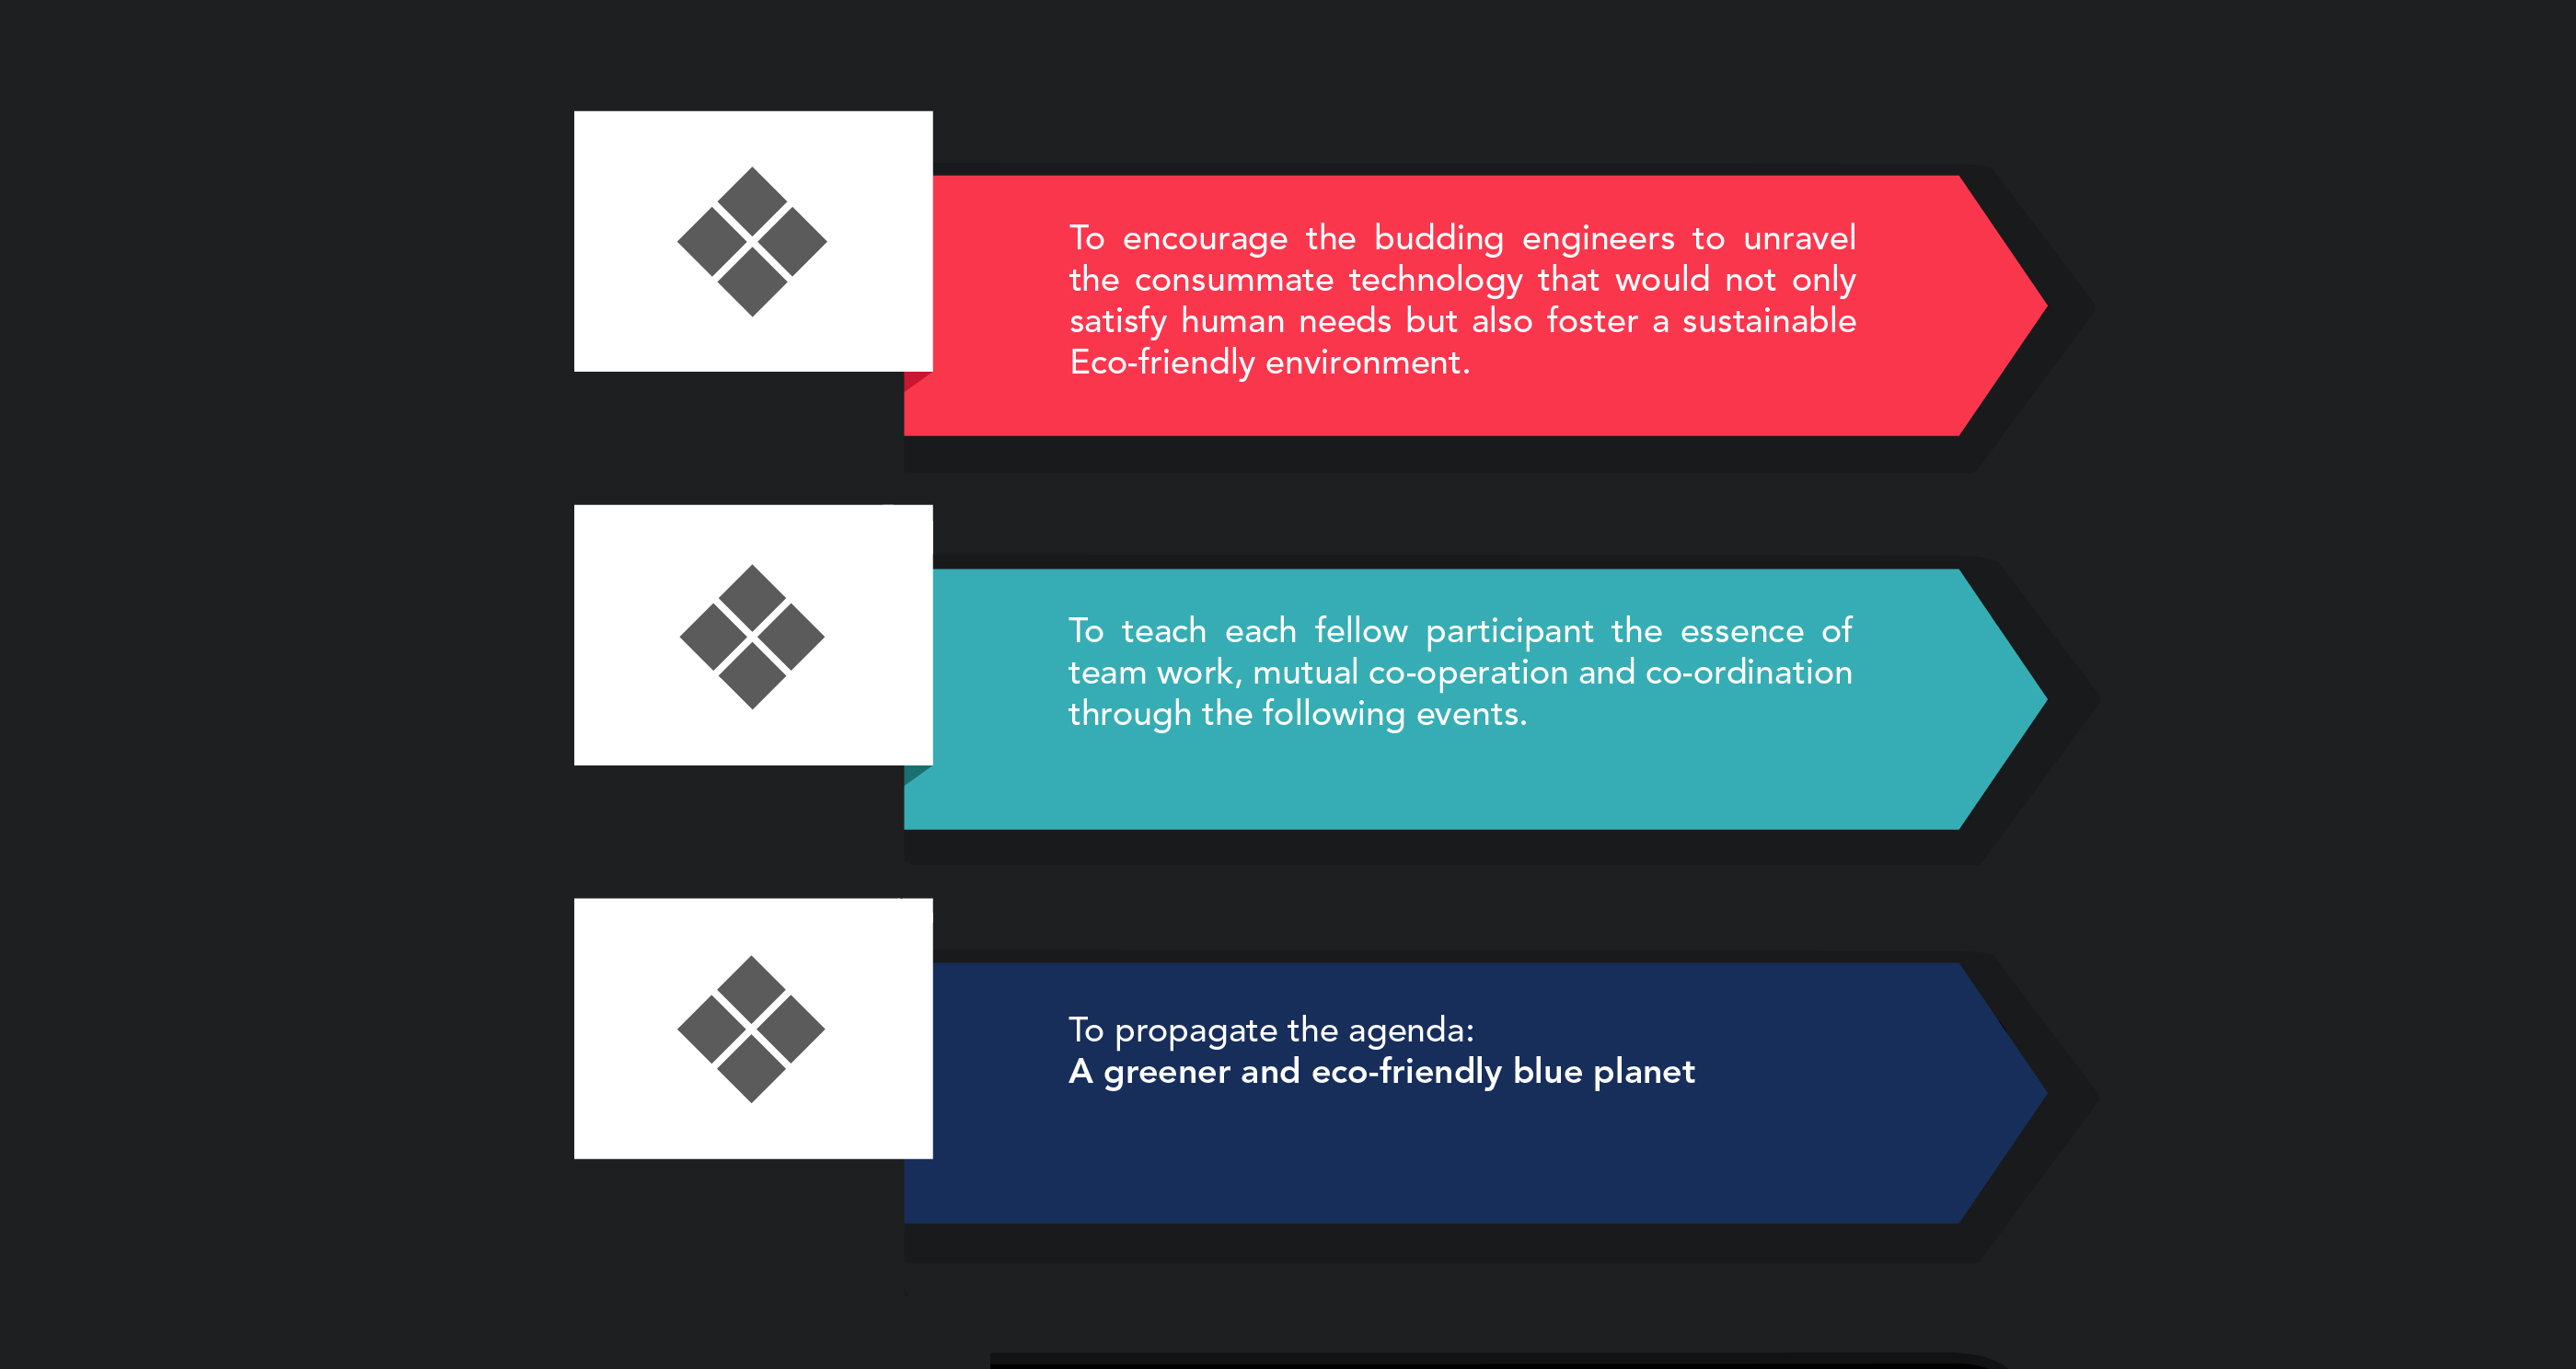 To encourage the budding engineers to unravel
the consummate technology that would not only
satisfy human needs but also foster a sustainable
Eco-friendly environment.
To teach each fellow participant the essence of
team work, mutual co-operation and co-ordination
through the following events.
To propagate the agenda:
A greener and eco-friendly blue planet